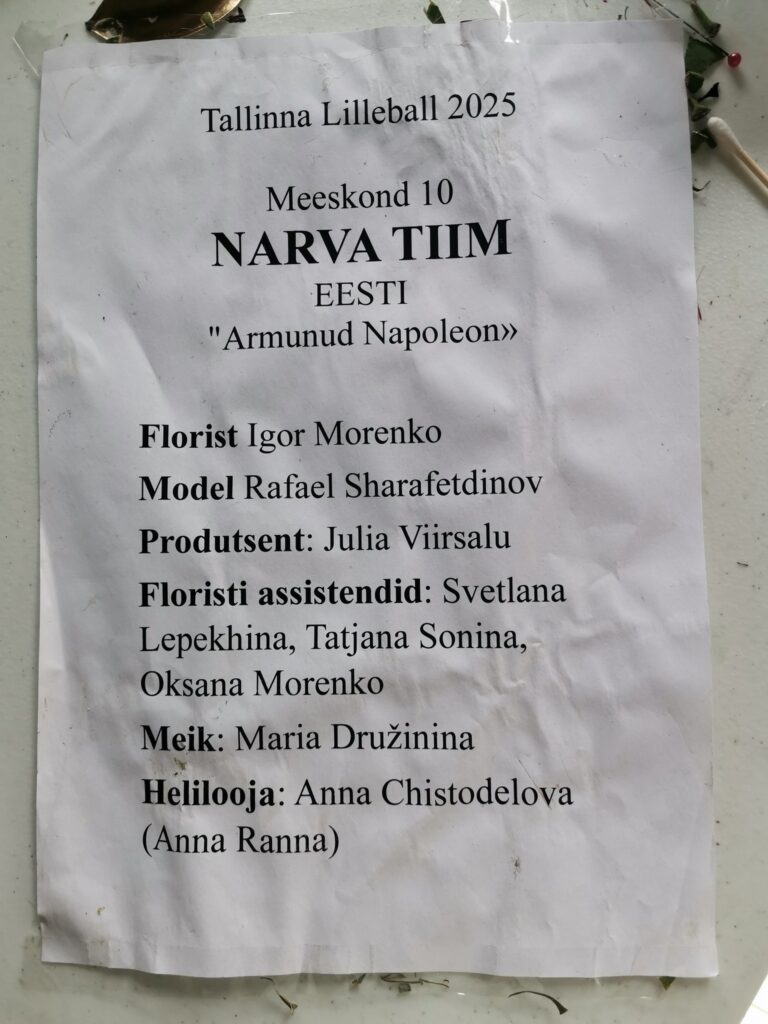 Tallinna Lilleball 2025
Meeskond 10
NARVA TIIM
EESTI
"Armunud Napoleon»
Florist Igor Morenko
Model Rafael Sharafetdinov
Produtsent: Julia Viirsalu
Floristi assistendid: Svetlana
Lepekhina, Tatjana Sonina,
Oksana Morenko
Meik: Maria Družinina
Helilooja: Anna Chistodelova
(Anna Ranna)